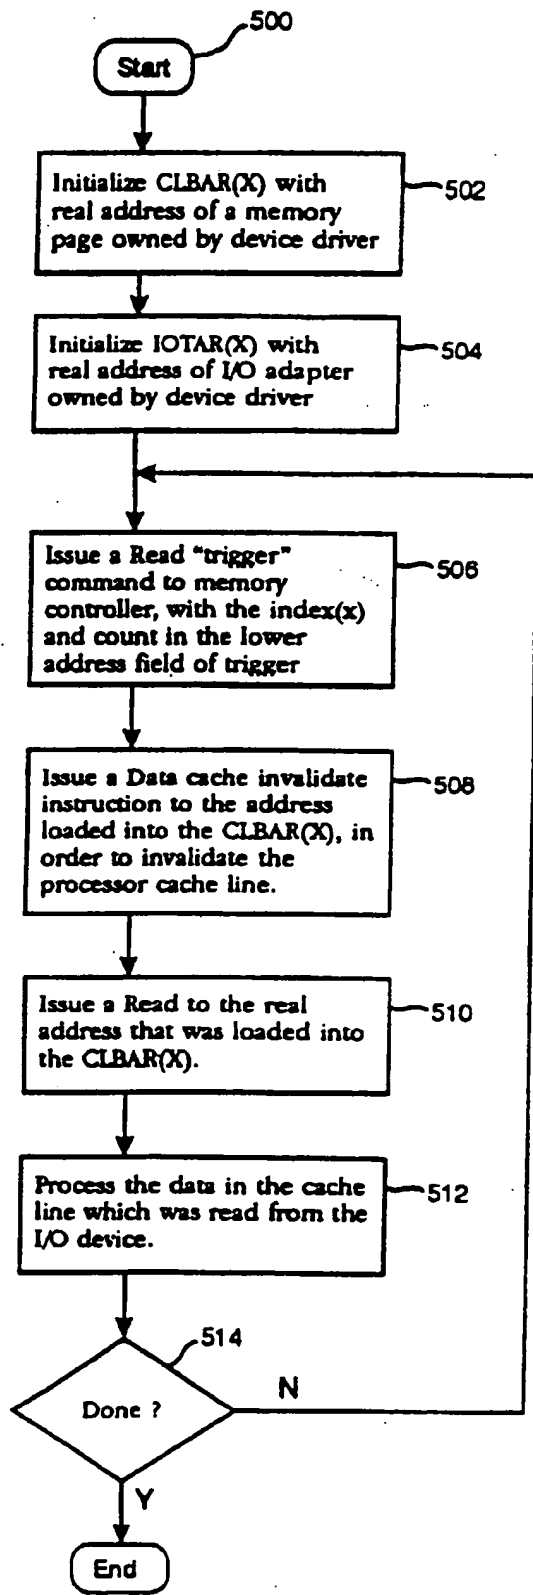 500
Start
Initialize CLBAR(X) with
real address of a memory
page owned by device driver
502
Initialize IOTAR(X) with
real address of I/O adapter
owned by device driver
504
Issue a Read "trigger"
command to memory
controller, with the index(x)
and count in the lower
address field of trigger
506
Issue a Data cache invalidate
instruction to the address
loaded into the CLBAR(X), in
order to invalidate the
processor cache line.
508
Issue a Read to the real
address that was loaded into
the CLBAR(X).
510
Process the data in the cache
line which was read from the
I/O device.
512
514
Done ?
N
Y
End